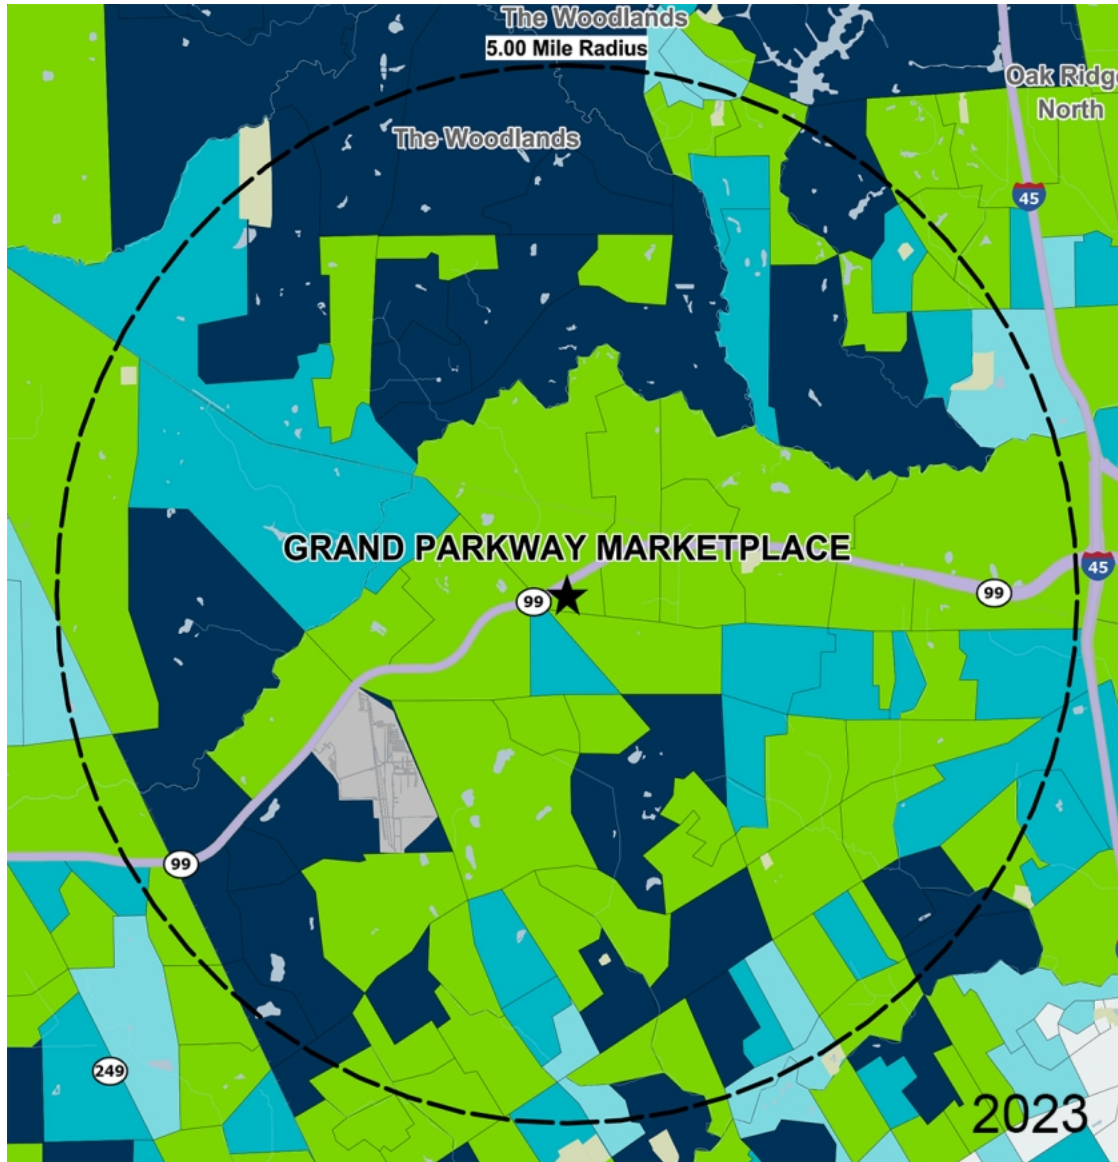 The Woodlands
5.00 Mile Radius
Oak Ridge
North
The Woodlands
45
GRAND PARKWAY MARKETPLACE
45
99
99
99
249
2023